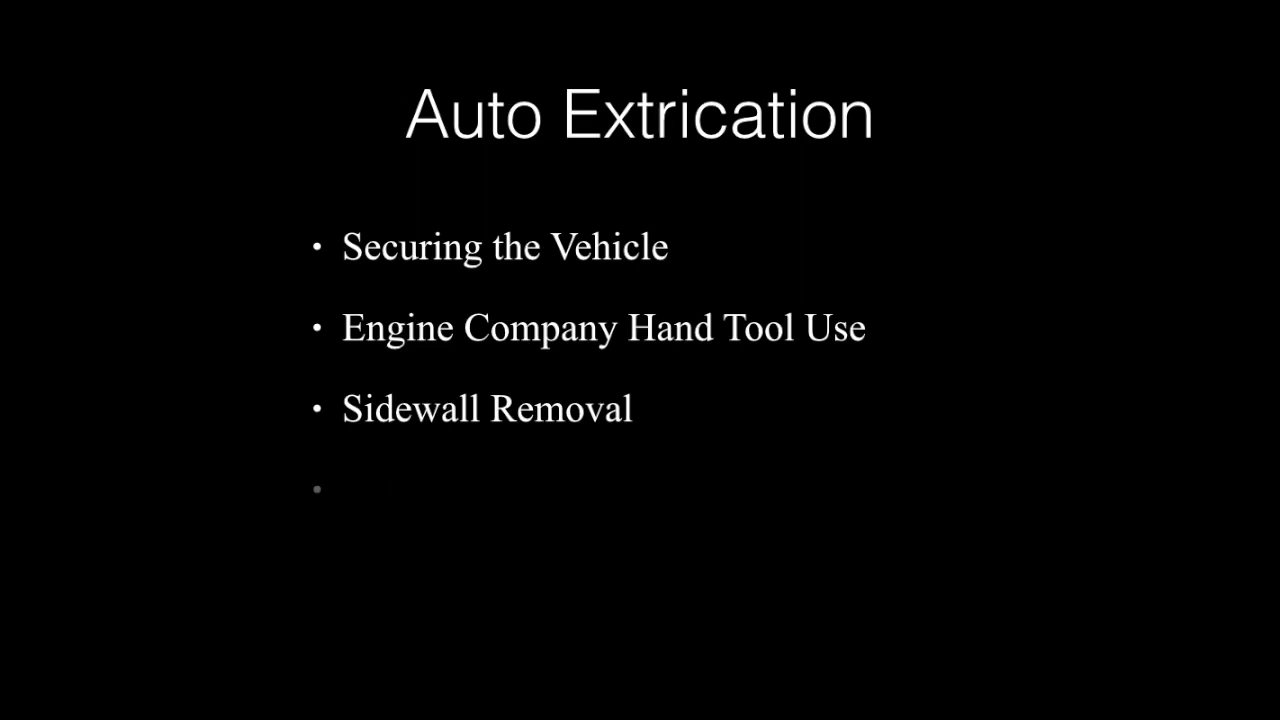 Auto Extrication
• Securing the Vehicle
• Engine Company Hand Tool Use
• Sidewall Removal
•